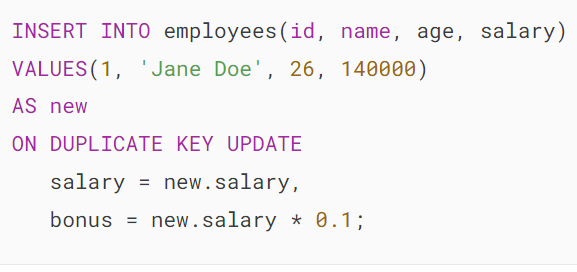 INSERT INTO employees(id, name, age, salary)
VALUES(1, 'Jane Doe', 26, 140000)
AS new
ON DUPLICATE KEY UPDATE
salary = new.salary,
bonus = new.salary * 0.1;